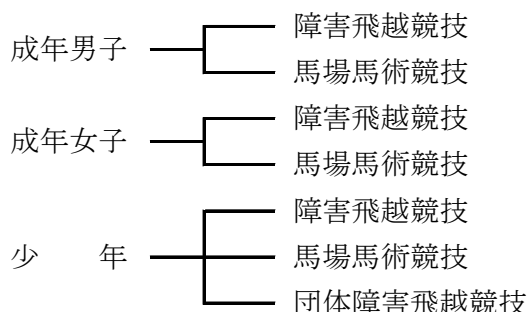 成年男子
障害飛越競技
馬場馬術競技
成年女子
障害飛越競技
馬場馬術競技
少　　年
障害飛越競技
馬場馬術競技
団体障害飛越競技